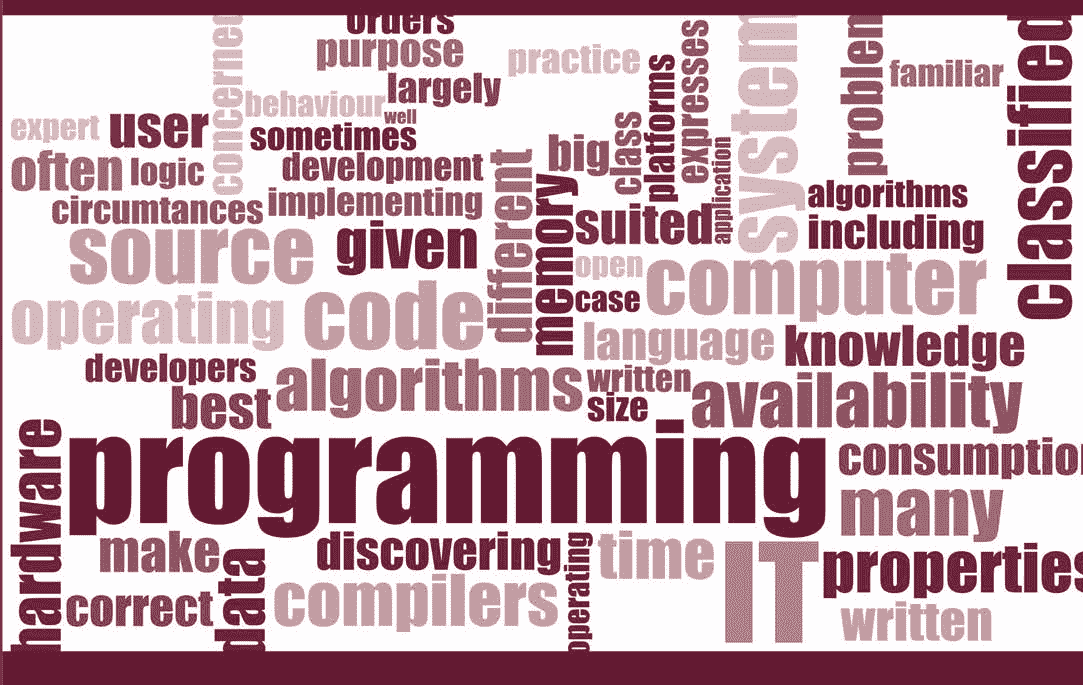 orders
purpose
practice
concerned
behaviour
largely
well
expert
user
sometimes
often
logic
development
circumtances
implementing
big
class
platforms
expresses
application
system
problem
familiar
classified
algorithms
including
source
given
different
memory
suited
open
case
computer
operating
code
language
knowledge
developers
algorithms
written
size
availability
best
programming
hardware
consumption
many
make
discovering
operating
time
IT
properties
correct
data
compilers
written